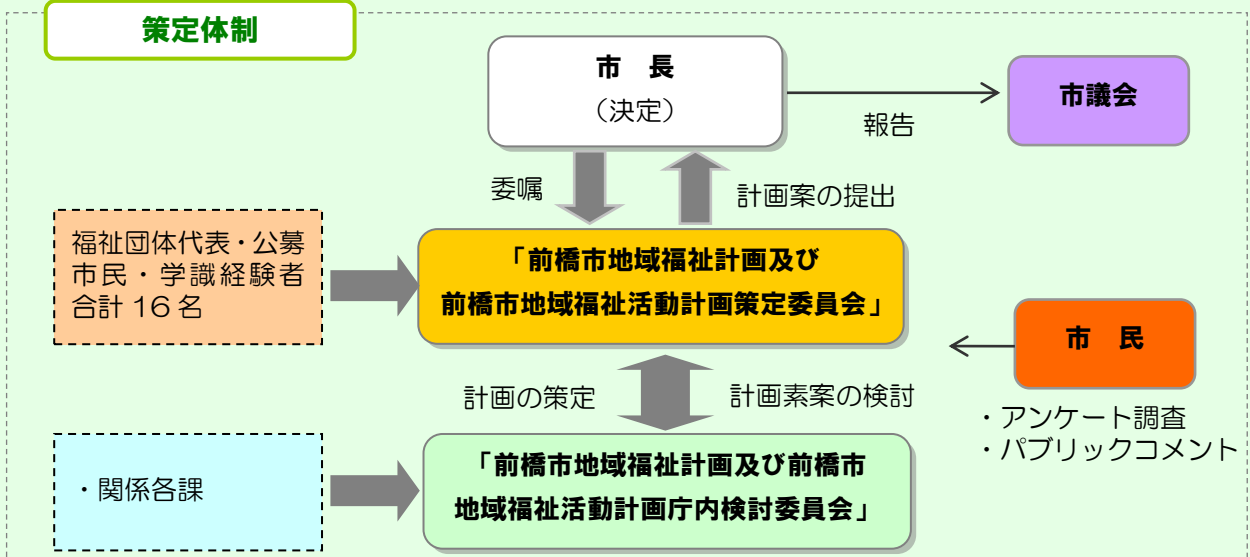 策定体制
市　長
（決定）
市議会
報告
委嘱
計画案の提出
福祉団体代表・公募
市民・学識経験者
合計 16 名
「前橋市地域福祉計画及び
前橋市地域福祉活動計画策定委員会」
市　民
計画の策定
計画素案の検討
・アンケート調査
・パブリックコメント
・関係各課
「前橋市地域福祉計画及び前橋市
地域福祉活動計画庁内検討委員会」